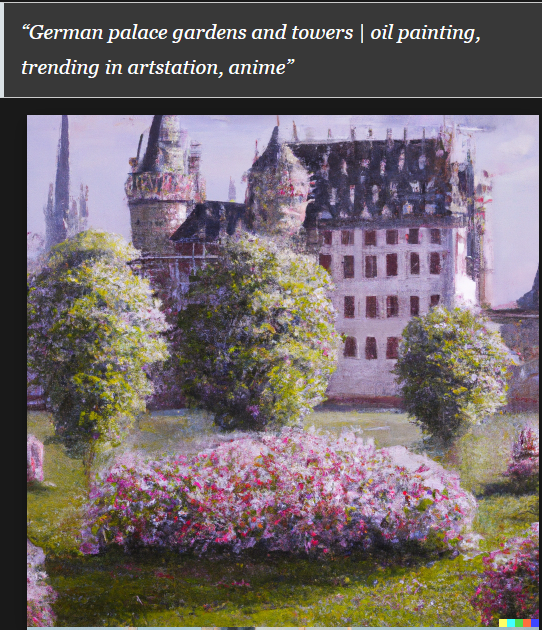 “German palace gardens and towers | oil painting,
trending in artstation, anime”